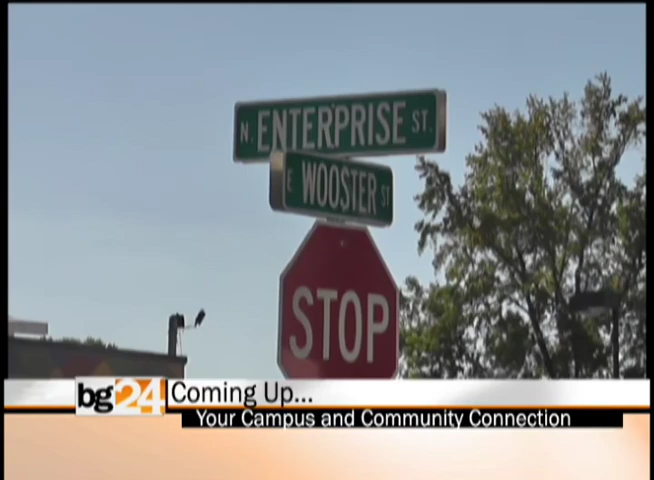 N. ENTERPRISE ST.
E WOOSTER ST
STOP
bg24
Coming Up...
Your Campus and Community Connection